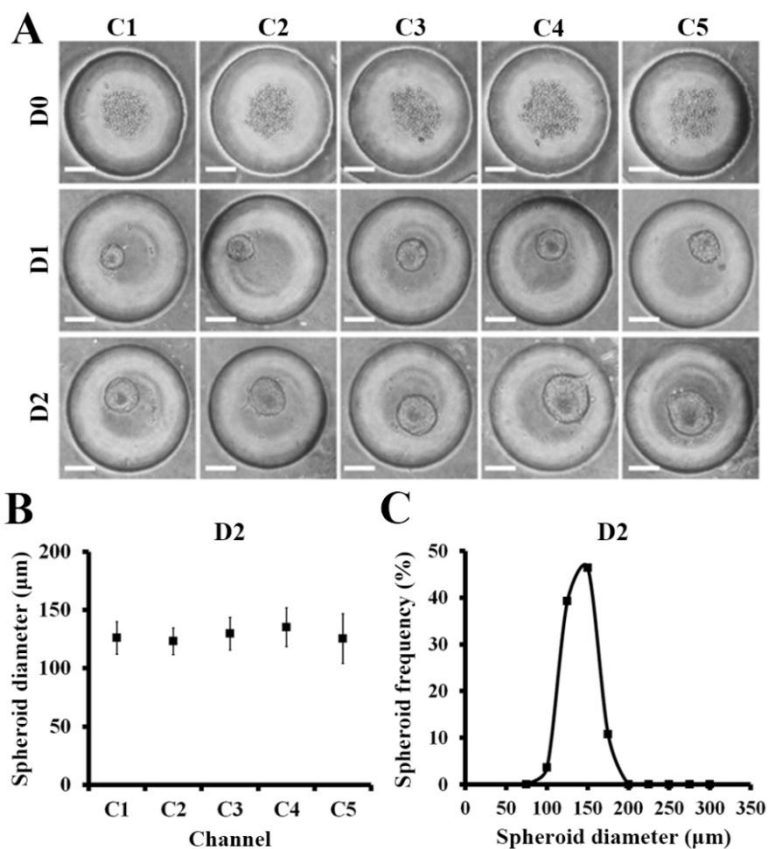 A
C1 C2 C3 C4 C5
D0
D1
D2
B
D2
Spheroid diameter (µm)
200
150
100
50
0
C1 C2 C3 C4 C5
Channel
C
D2
Spheroid frequency (%)
50
40
30
20
10
0
0 50 100 150 200 250 300 350
Spheroid diameter (µm)